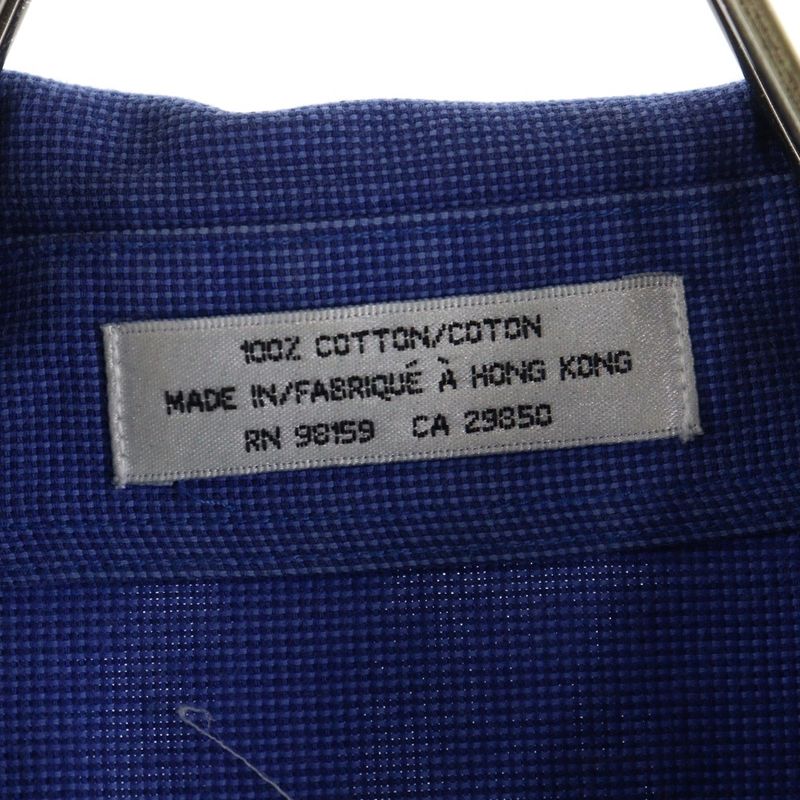 100% COTTON/COTON
MADE IN/FABRIQUÉ À HONG KONG
RN 98159 CA 29850